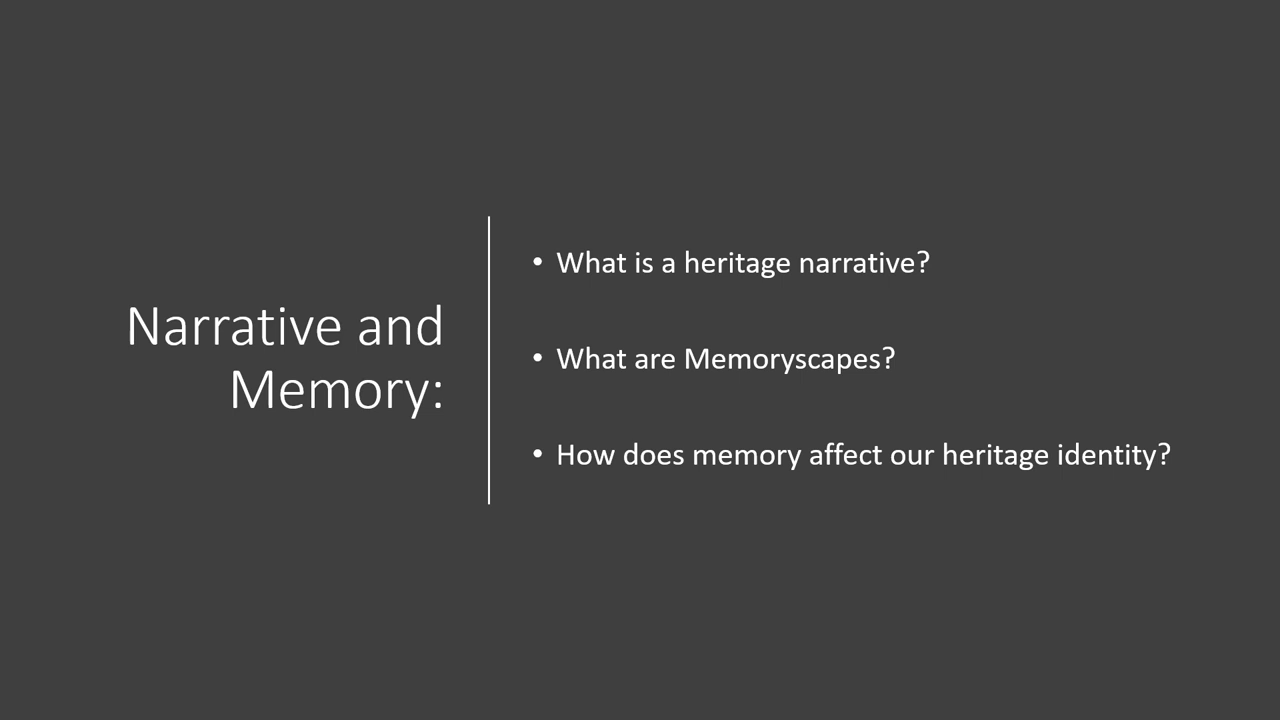 Narrative and
Memory:
• What is a heritage narrative?
• What are Memoryscapes?
• How does memory affect our heritage identity?